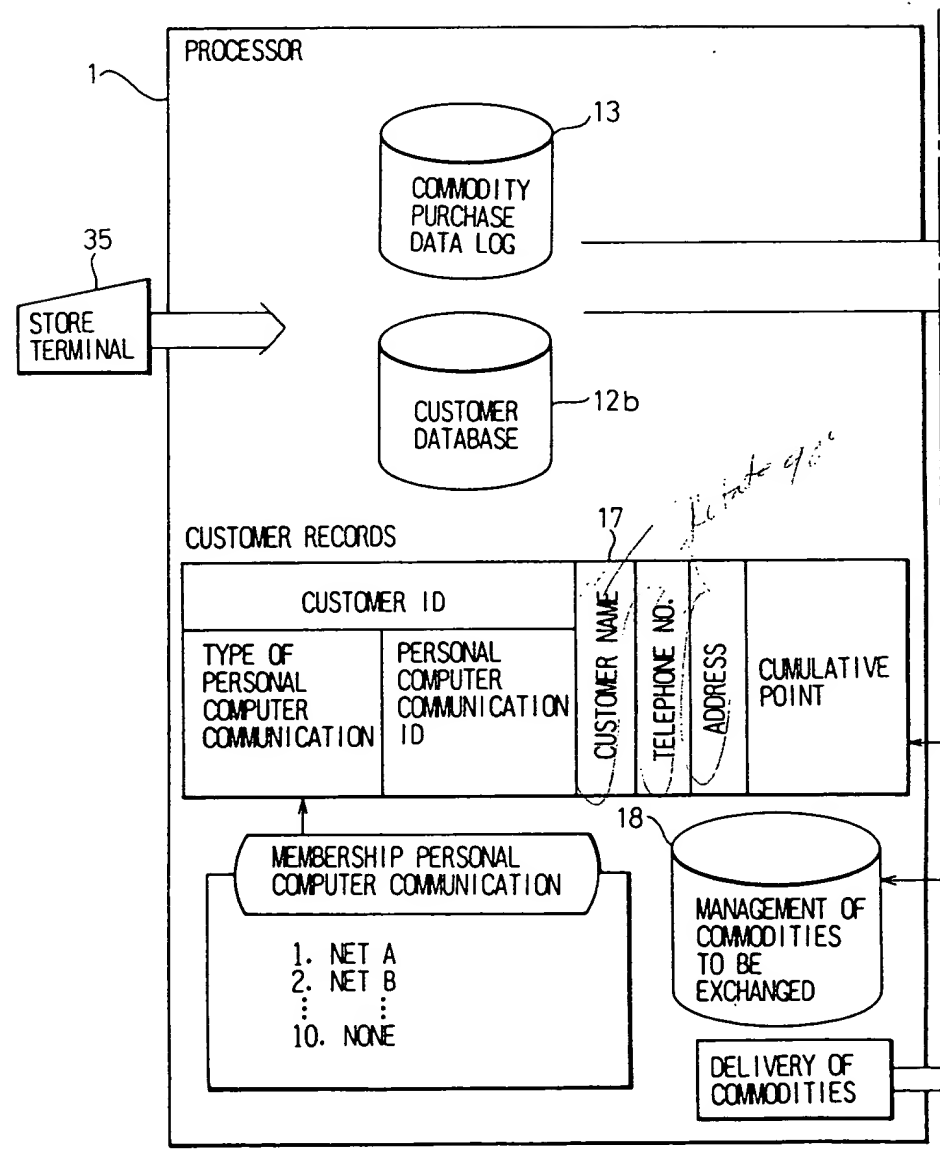 PROCESSOR
1
13
COMMODITY
PURCHASE
DATA LOG
35
STORE
TERMINAL
12b
CUSTOMER
DATABASE
Rotate 90°
17
CUSTOMER RECORDS
CUSTOMER ID
TYPE OF
PERSONAL
COMPUTER
COMMUNICATION
PERSONAL
COMPUTER
COMMUNICATION
ID
CUSTOMER NAME
TELEPHONE NO.
ADDRESS
CUMULATIVE
POINT
18
MEMBERSHIP PERSONAL
COMPUTER COMMUNICATION
1. NET A
2. NET B
⋮ ⋮
10. NONE
MANAGEMENT OF
COMMODITIES
TO BE
EXCHANGED
DELIVERY OF
COMMODITIES